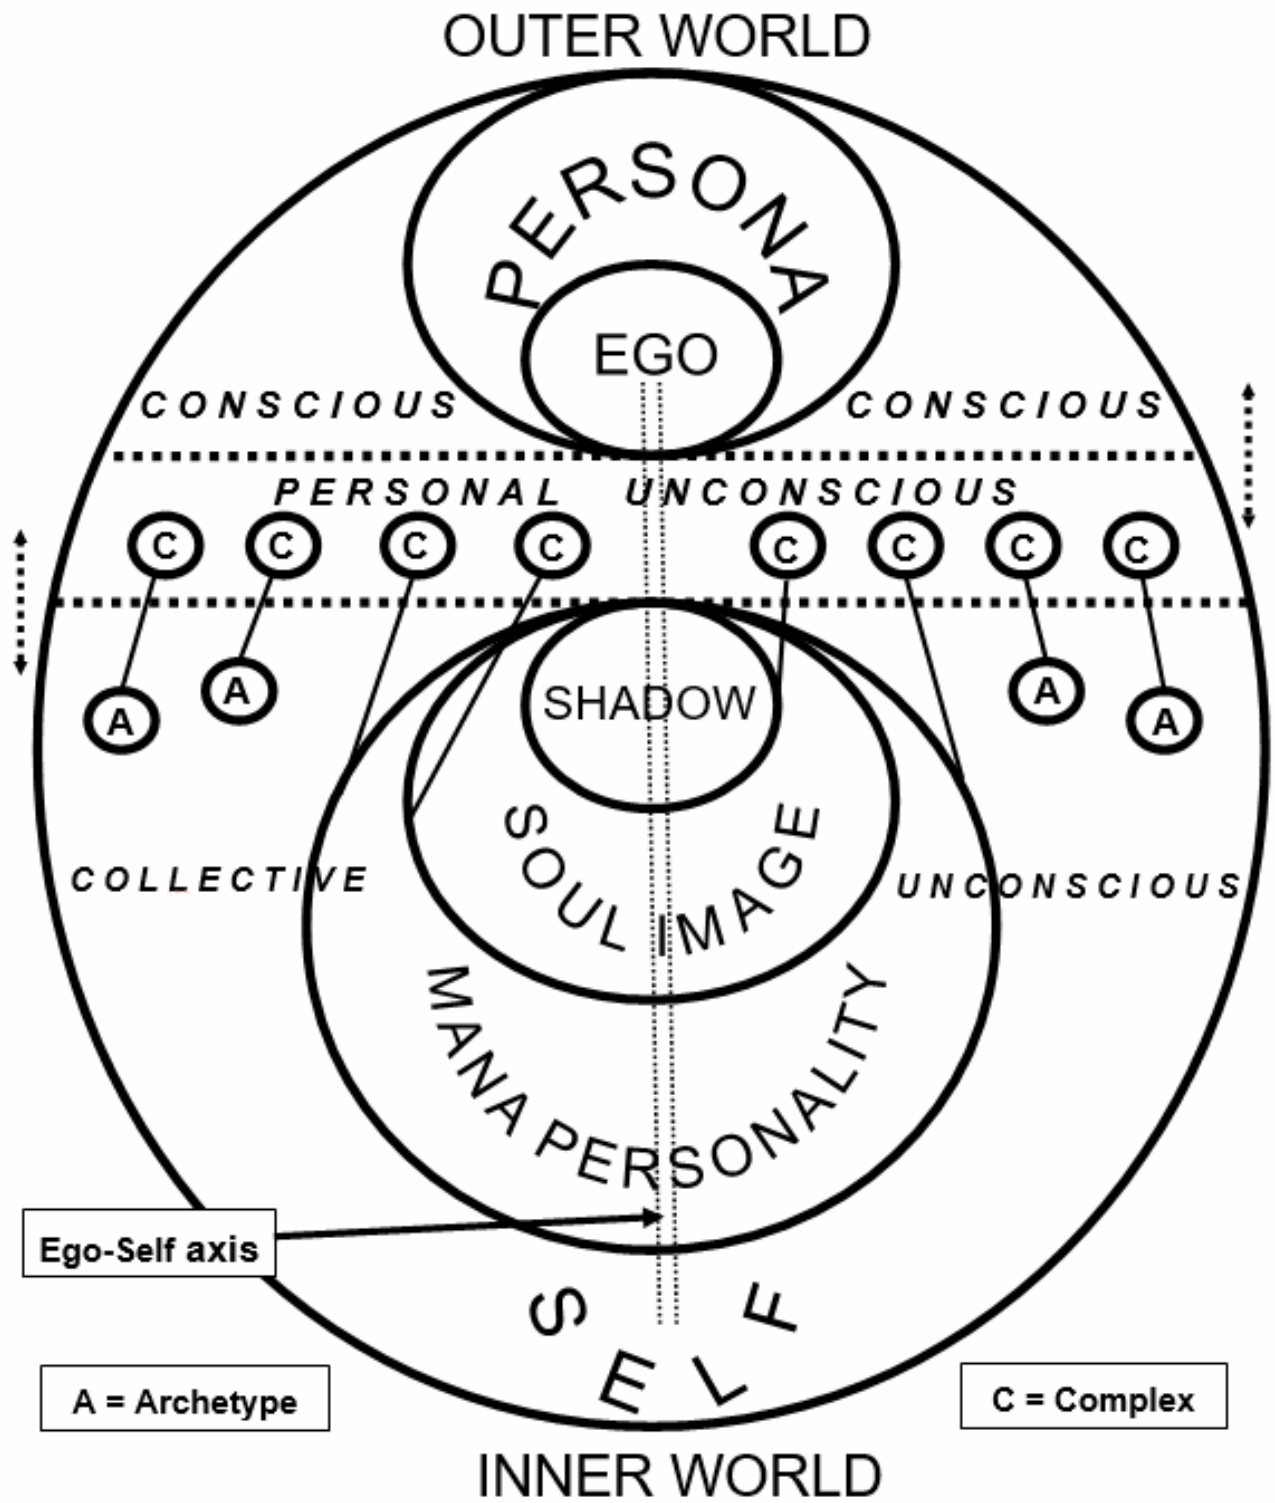 OUTER WORLD
PERSONA
EGO
CONSCIOUS CONSCIOUS
PERSONAL UNCONSCIOUS
C C C C C C C C
A A A A
SHADOW
SOUL IMAGE
COLLECTIVE UNCONSCIOUS
MANA PERSONALITY
Ego-Self axis
SELF
A = Archetype
C = Complex
INNER WORLD